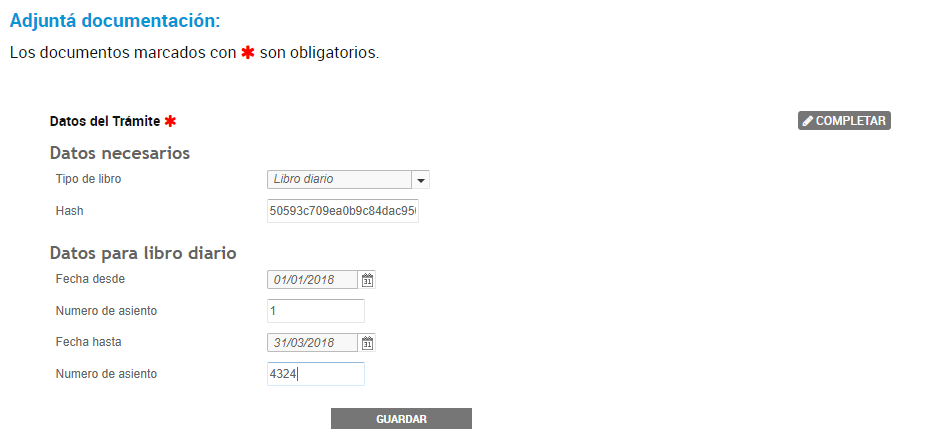 Adjuntá documentación:
Los documentos marcados con * son obligatorios.
Datos del Trámite *
COMPLETAR
Datos necesarios
Tipo de libro Libro diario
Hash 50593c709ea0b9c84dac95
Datos para libro diario
Fecha desde 01/01/2018
Numero de asiento 1
Fecha hasta 31/03/2018
Numero de asiento 4324
GUARDAR